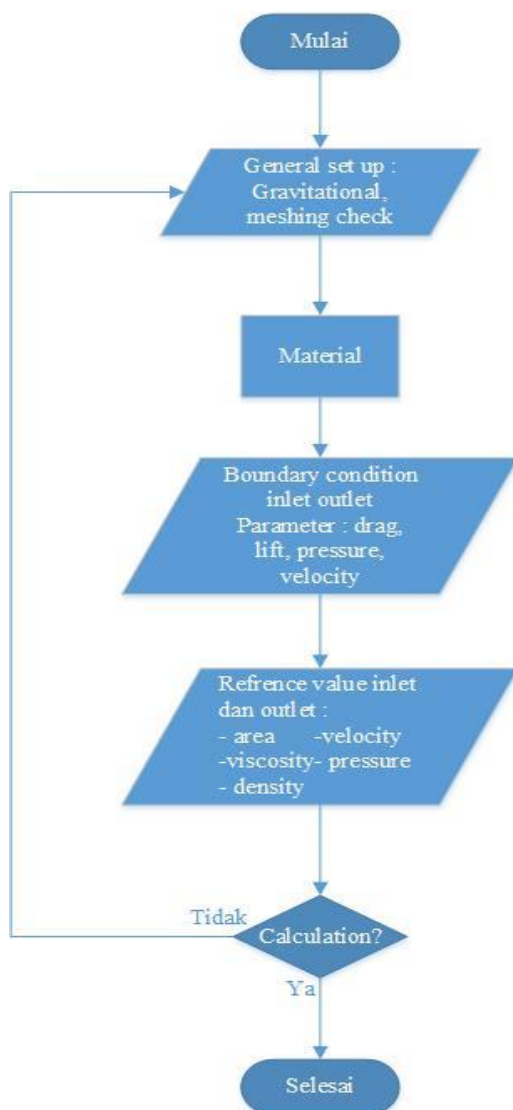 Mulai
General set up :
Gravitational,
meshing check
Material
Boundary condition
inlet outlet
Parameter : drag,
lift, pressure,
velocity
Refrence value inlet
dan outlet :
- area -velocity
-viscosity- pressure
- density
Tidak
Calculation?
Ya
Selesai